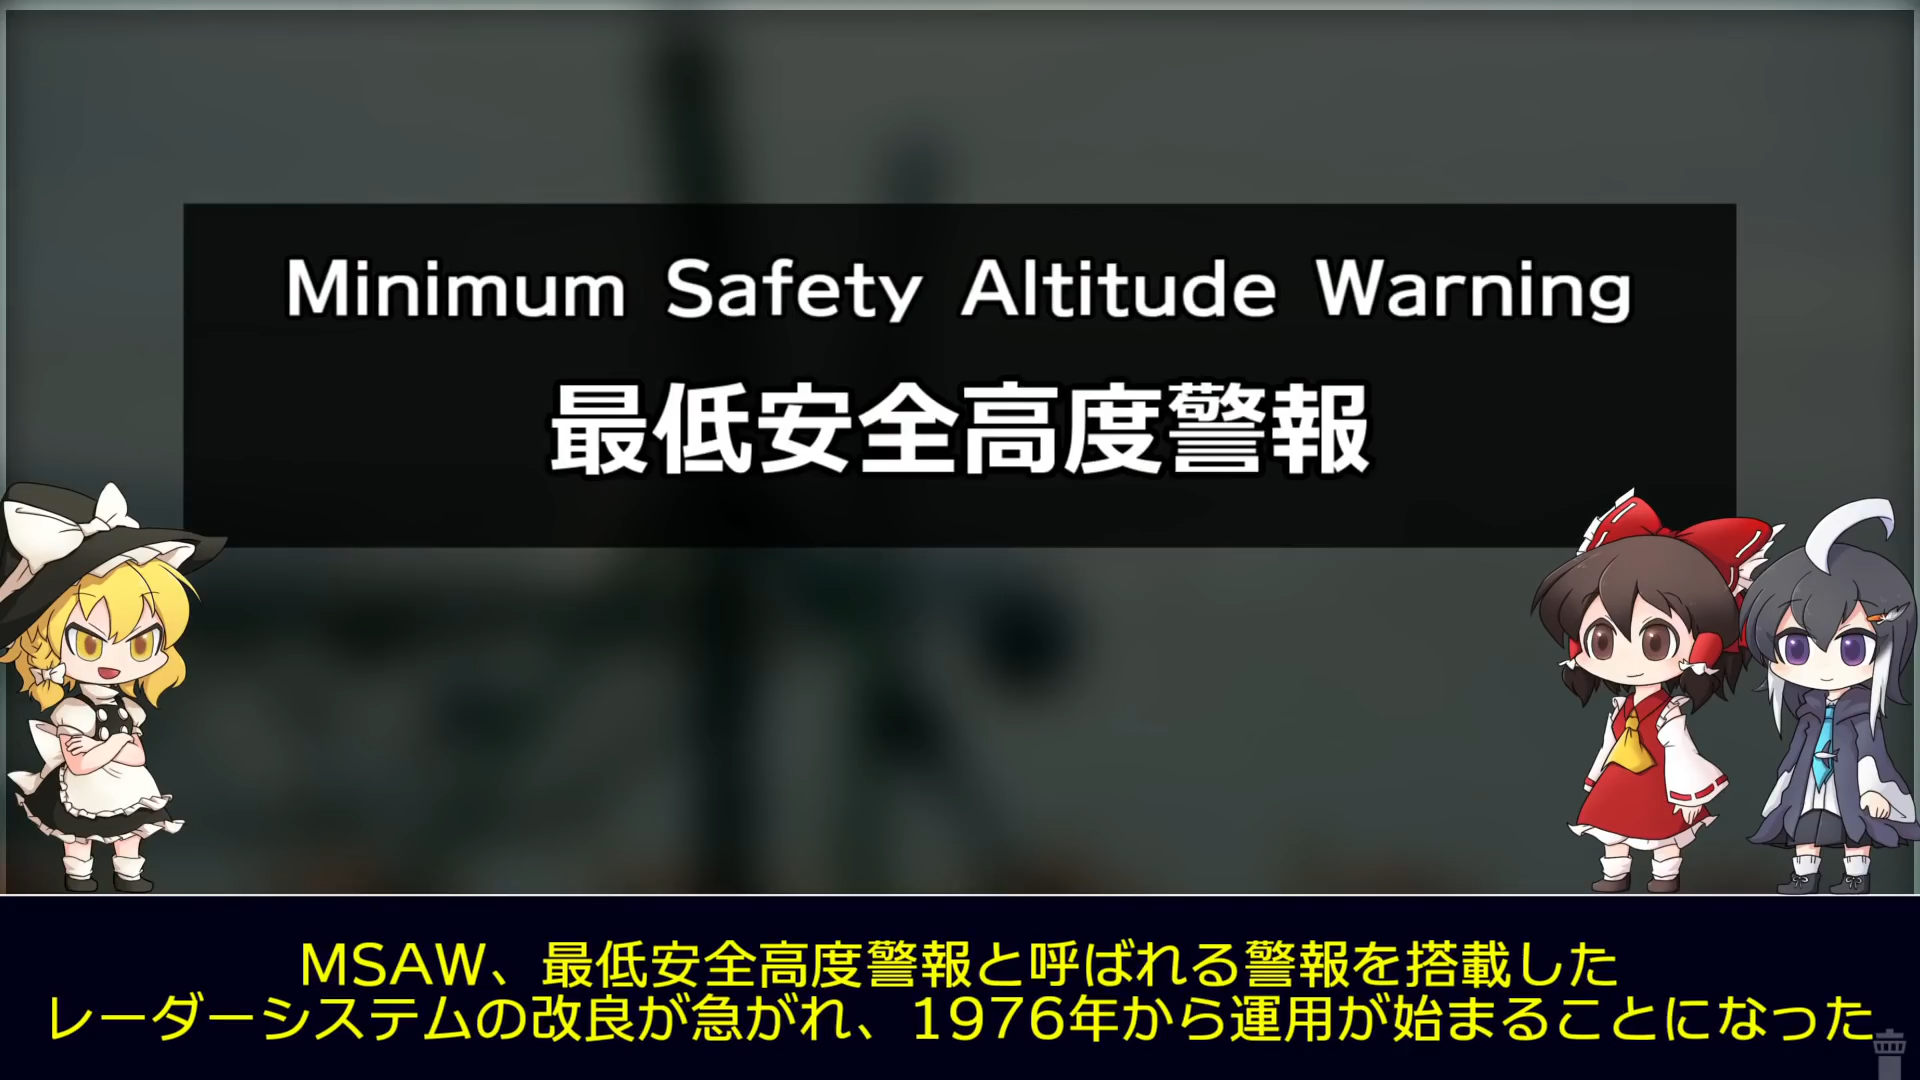 Minimum Safety Altitude Warning
最低安全高度警報
MSAW、最低安全高度警報と呼ばれる警報を搭載した
レーダーシステムの改良が急がれ、1976年から運用が始まることになった